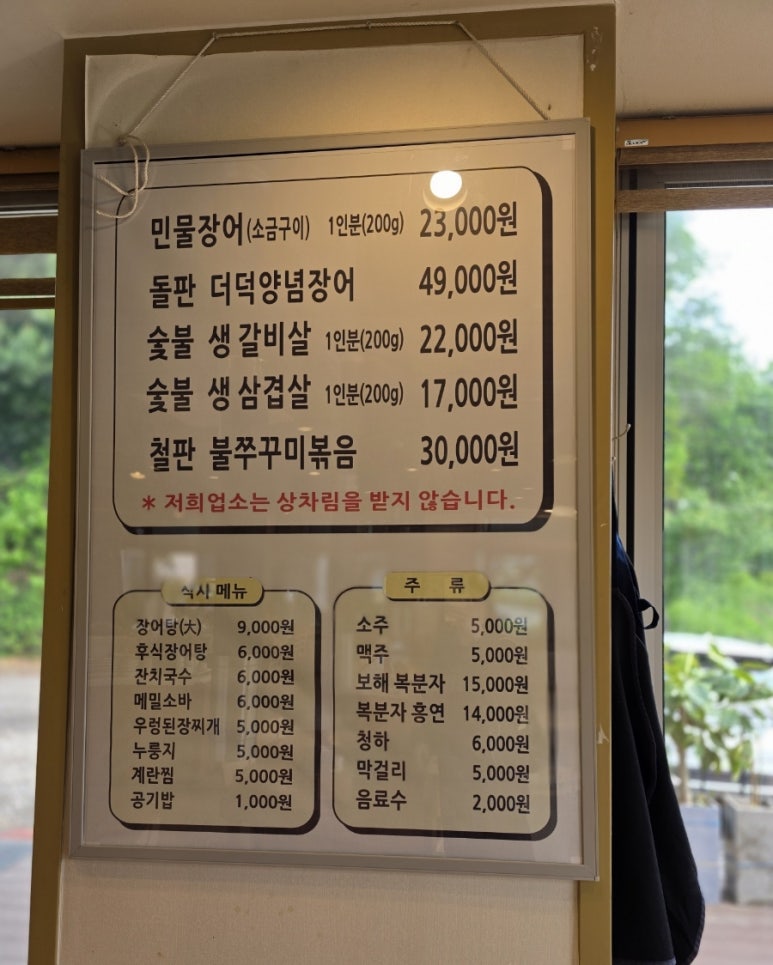 민물장어(소금구이) 1인분(200g) 23,000원
돌판 더덕양념장어 49,000원
숯불 생갈비살 1인분(200g) 22,000원
숯불 생삼겹살 1인분(200g) 17,000원
철판 불쭈꾸미볶음 30,000원
* 저희업소는 상차림을 받지 않습니다.
식사메뉴
장어탕(大) 9,000원
후식장어탕 6,000원
잔치국수 6,000원
메밀소바 6,000원
우렁된장찌개 5,000원
누룽지 5,000원
계란찜 5,000원
공기밥 1,000원
주 류
소주 5,000원
맥주 5,000원
보해 복분자 15,000원
복분자 홍연 14,000원
청하 6,000원
막걸리 5,000원
음료수 2,000원